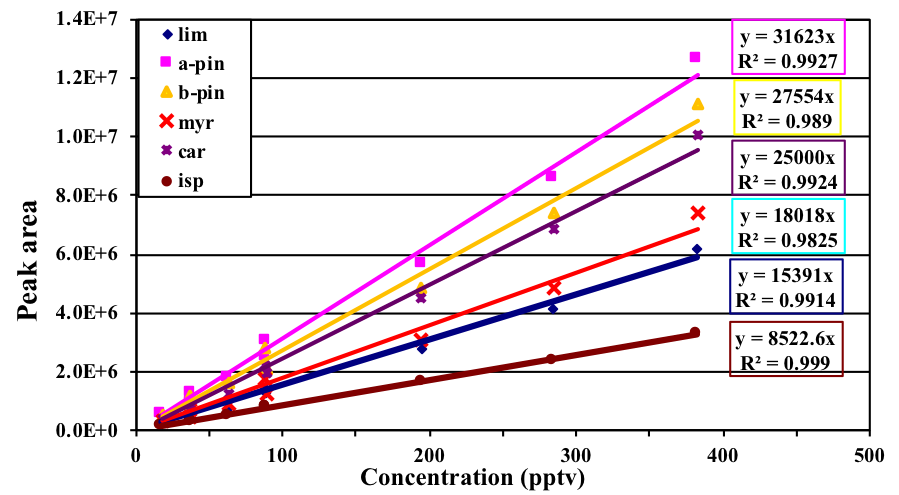 1.4E+7
1.2E+7
1.0E+7
8.0E+6
6.0E+6
4.0E+6
2.0E+6
0.0E+0
Peak area
lim
a-pin
b-pin
myr
car
isp
y = 31623x
R² = 0.9927
y = 27554x
R² = 0.989
y = 25000x
R² = 0.9924
y = 18018x
R² = 0.9825
y = 15391x
R² = 0.9914
y = 8522.6x
R² = 0.999
0 100 200 300 400 500
Concentration (pptv)